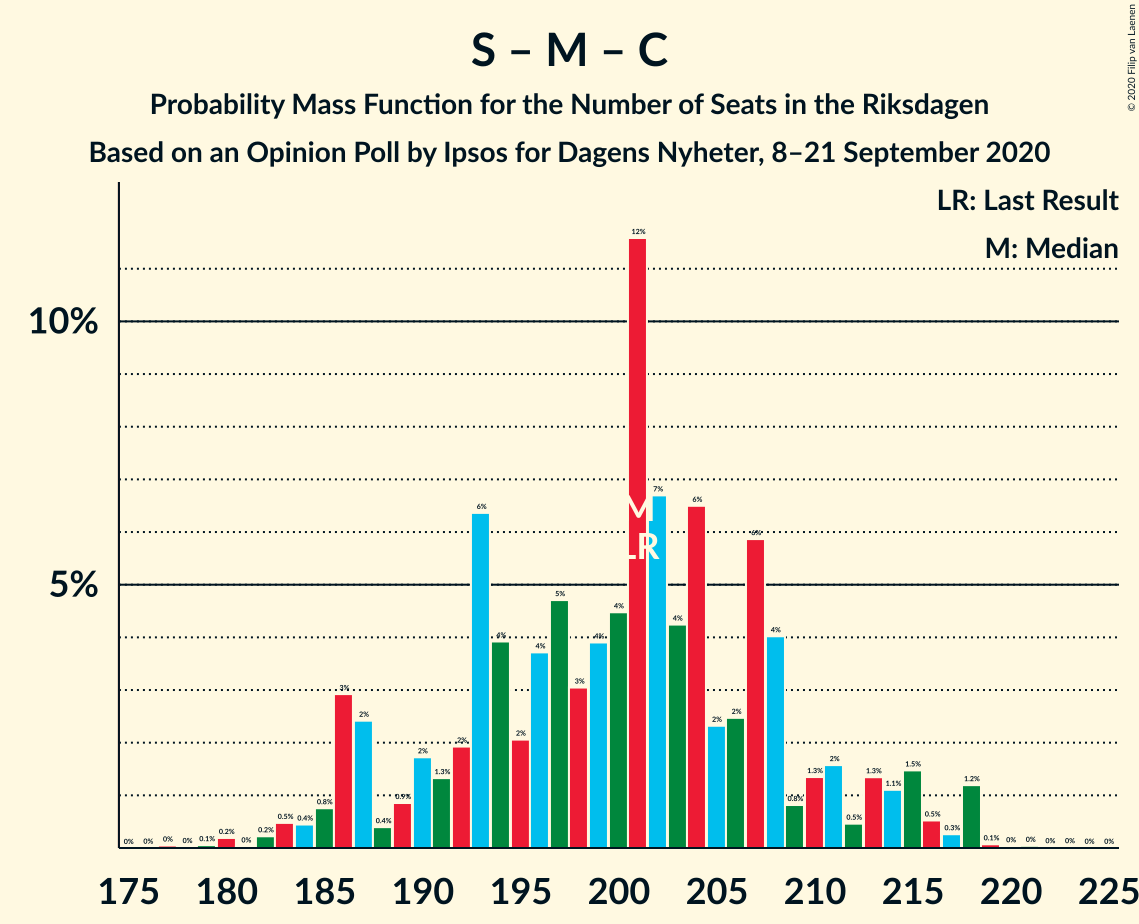 © 2020 Filip van Laenen
S – M – C
Probability Mass Function for the Number of Seats in the Riksdagen
Based on an Opinion Poll by Ipsos for Dagens Nyheter, 8–21 September 2020
LR: Last Result
M: Median
10%
5%
0% 0% 0% 0% 0.1% 0.2% 0% 0.2% 0.5% 0.4% 0.8% 3% 2% 0.4% 0.9% 2% 1.3% 2% 6% 4% 2% 4% 5% 3% 4% 4% 12% 7% 4% 6% 2% 2% 6% 4% 0.8% 1.3% 2% 0.5% 1.3% 1.1% 1.5% 0.5% 0.3% 1.2% 0.1% 0% 0% 0% 0% 0% 0%
M
LR
175 180 185 190 195 200 205 210 215 220 225